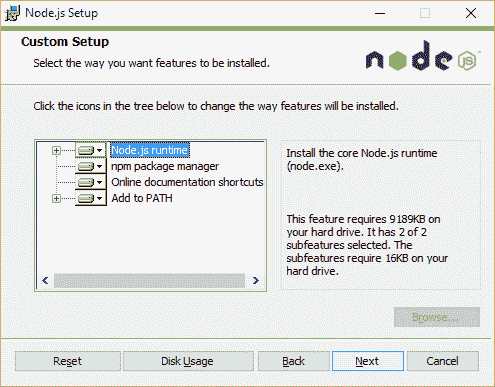 Node.js Setup
Custom Setup
Select the way you want features to be installed.
node
JS
Click the icons in the tree below to change the way features will be installed.
Node.js runtime
npm package manager
Online documentation shortcuts
Add to PATH
Install the core Node.js runtime
(node.exe).
This feature requires 9189KB on
your hard drive. It has 2 of 2
subfeatures selected. The
subfeatures require 16KB on your
hard drive.
Browse...
Reset
Disk Usage
Back
Next
Cancel